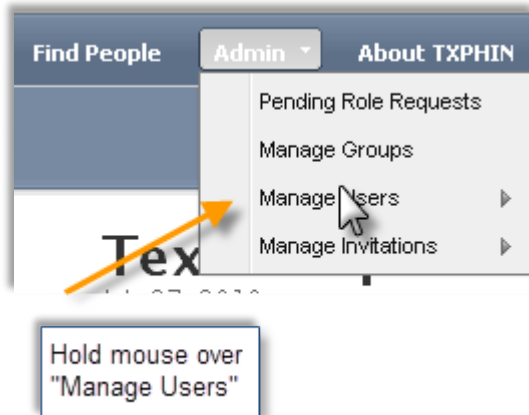 Find People Admin About TXPHIN
Pending Role Requests
Manage Groups
Manage Users
Manage Invitations
Tex
Hold mouse over
"Manage Users"